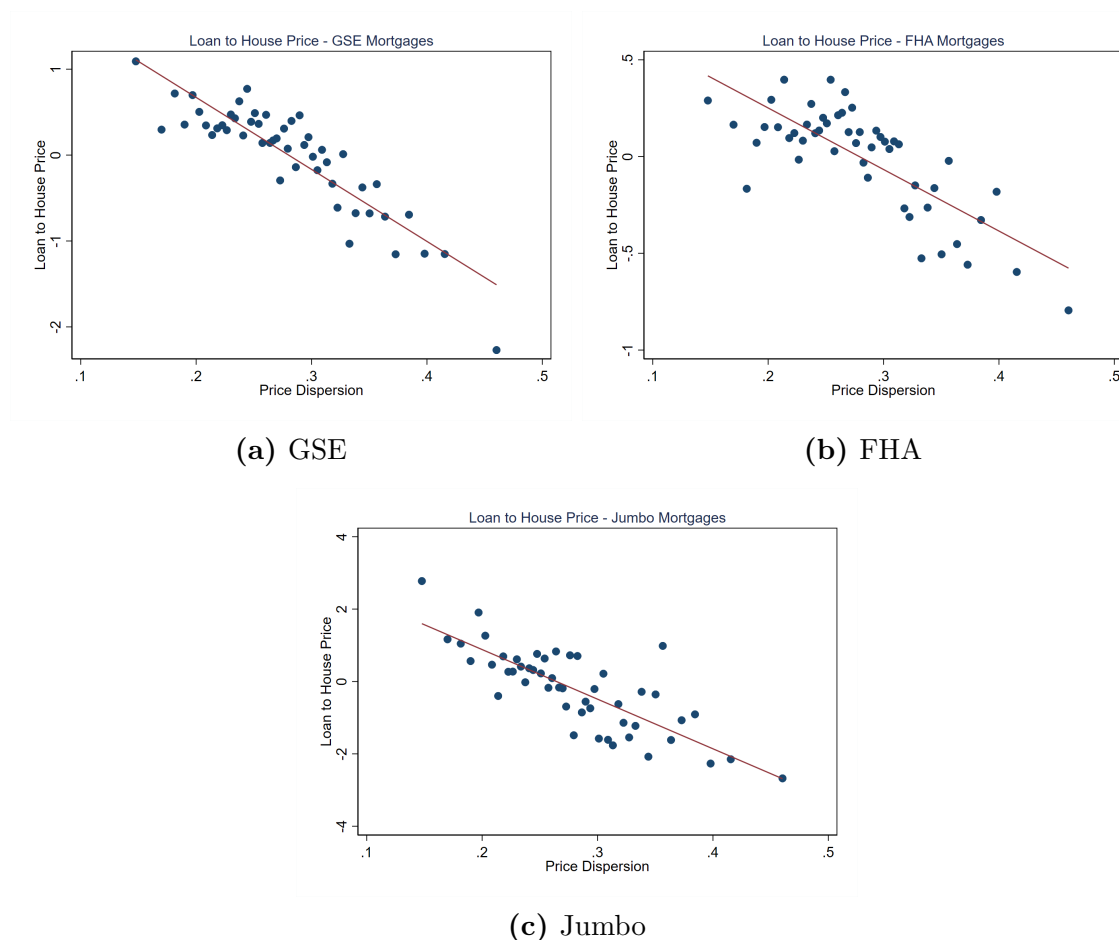 Loan to House Price - GSE Mortgages
Loan to House Price
1
0
-1
-2
.1 .2 .3 .4 .5
Price Dispersion
(a) GSE
Loan to House Price - FHA Mortgages
Loan to House Price
.5
0
-.5
-1
.1 .2 .3 .4 .5
Price Dispersion
(b) FHA
Loan to House Price - Jumbo Mortgages
Loan to House Price
4
2
0
-2
-4
.1 .2 .3 .4 .5
Price Dispersion
(c) Jumbo